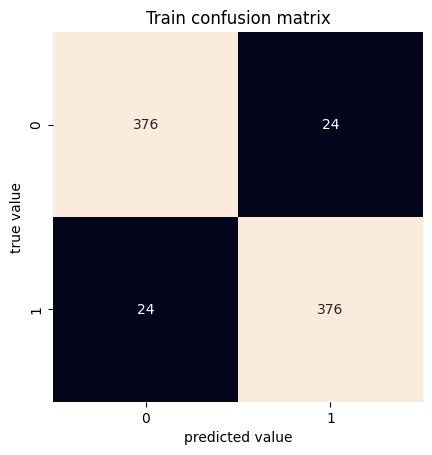 Train confusion matrix
0
376
24
true value
1
24
376
0
1
predicted value